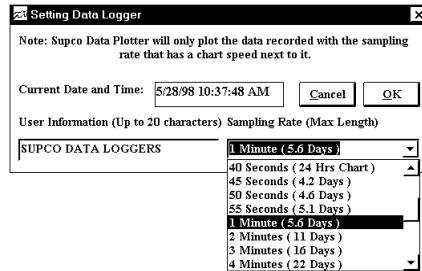 Setting Data Logger
Note: Supco Data Plotter will only plot the data recorded with the sampling
rate that has a chart speed next to it.
Current Date and Time: 5/28/98 10:37:48 AM Cancel OK
User Information (Up to 20 characters) Sampling Rate (Max Length)
SUPCO DATA LOGGERS 1 Minute ( 5.6 Days )
40 Seconds ( 24 Hrs Chart )
45 Seconds ( 4.2 Days )
50 Seconds ( 4.6 Days )
55 Seconds ( 5.1 Days )
1 Minute ( 5.6 Days )
2 Minutes ( 11 Days )
3 Minutes ( 16 Days )
4 Minutes ( 22 Days )